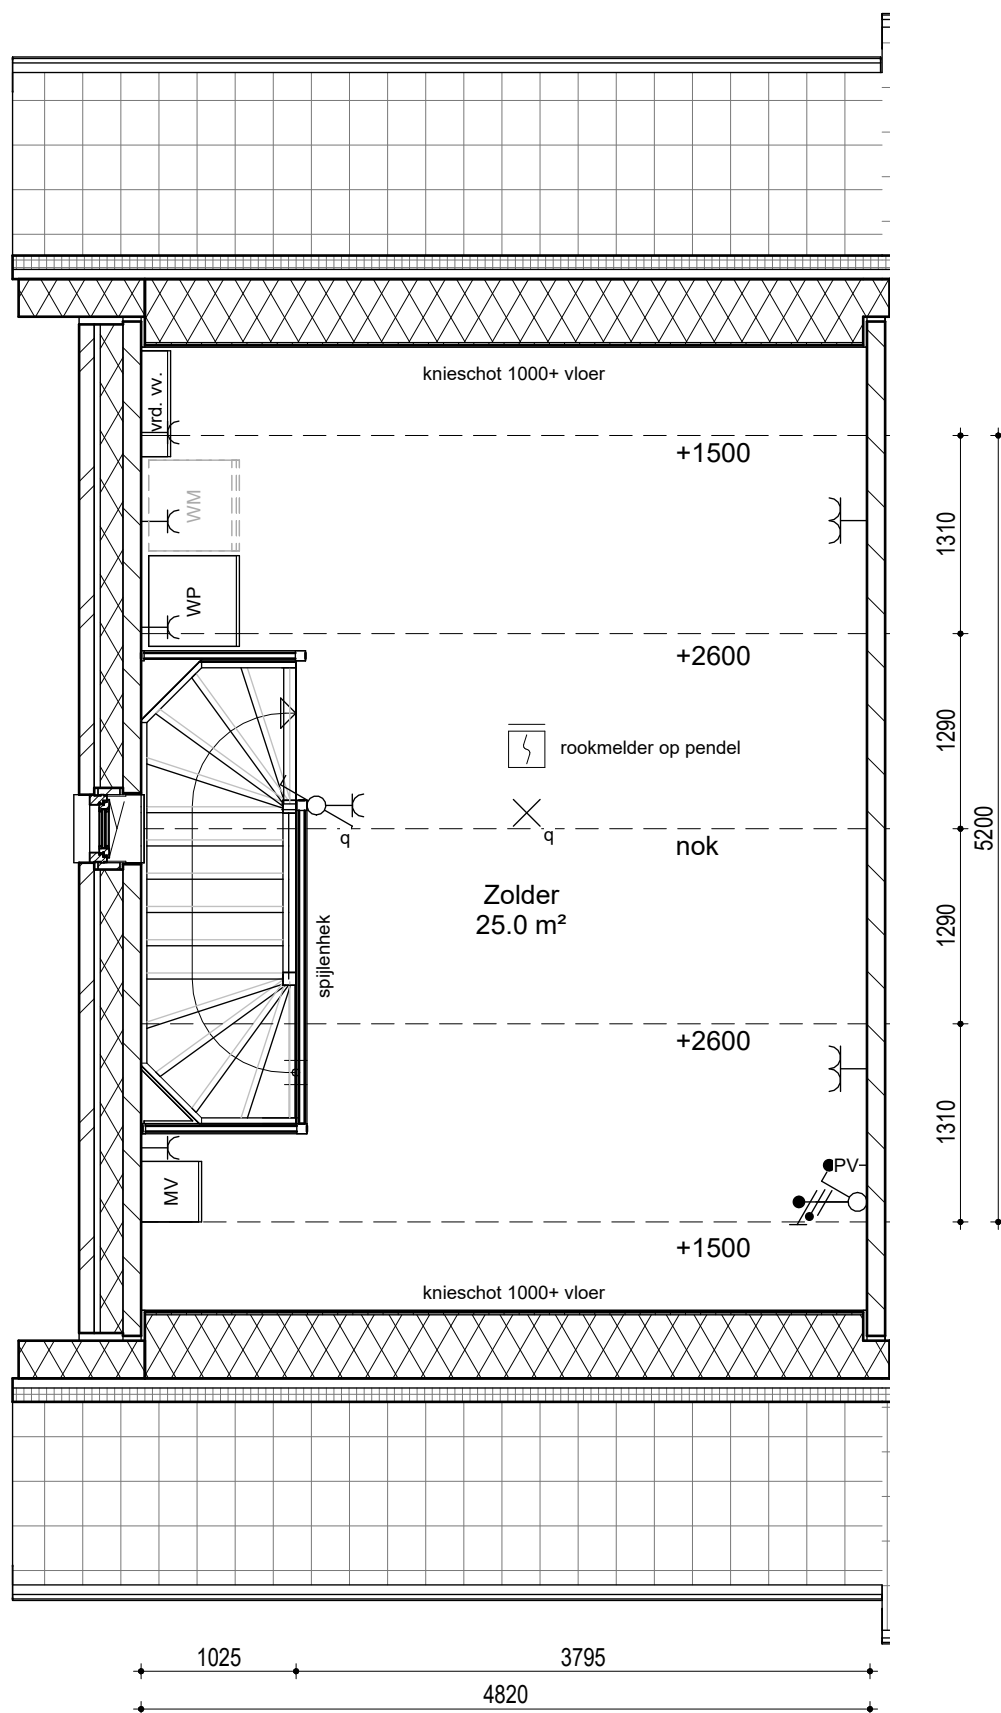 knieschot 1000+ vloer
vrd. vv.
+1500
WM
1310
WP
+2600
1290
rookmelder op pendel
q
q
nok
5200
Zolder
25.0 m²
spijlenhek
1290
+2600
1310
PV
MV
+1500
knieschot 1000+ vloer
1025
3795
4820